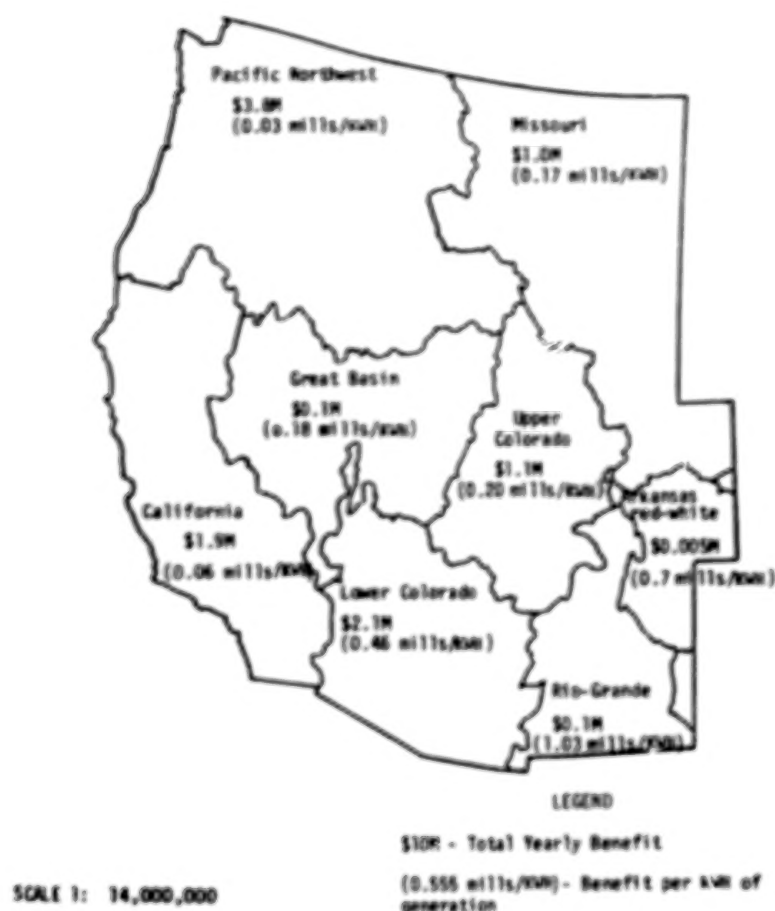 Pacific Northwest
$3.8M
(0.03 mills/KWH)
Missouri
$1.0M
(0.17 mills/KWH)
Great Basin
$0.1M
(o.18 mills/KWH)
Upper
Colorado
$1.1M
(0.20 mills/KWH)
Arkansas
red-white
$0.005M
(0.7 mills/KWH)
California
$1.9M
(0.06 mills/KWH)
Lower Colorado
$2.1M
(0.46 mills/KWH)
Rio-Grande
$0.1M
(1.03 mills/KWH)
LEGEND
$10M - Total Yearly Benefit
(0.555 mills/KWH)- Benefit per kWH of
generation
SCALE 1: 14,000,000